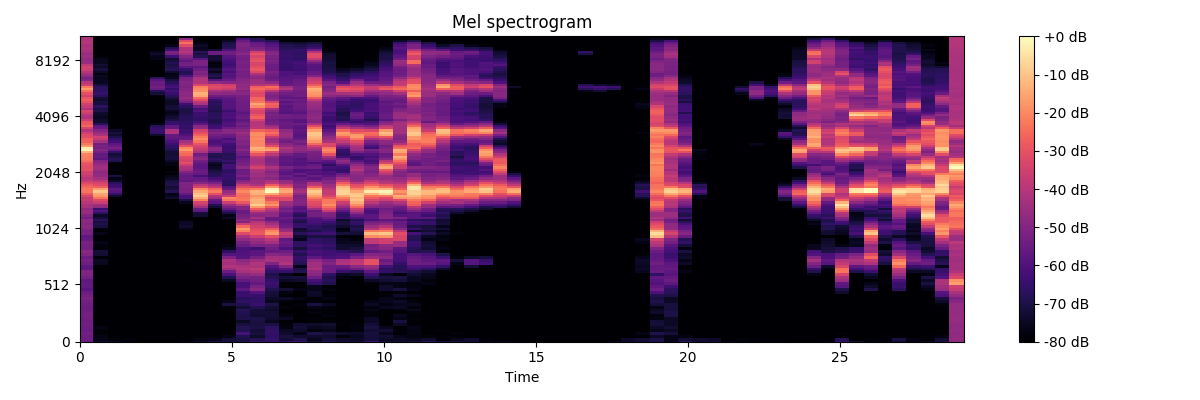 Mel spectrogram
Hz
8192
4096
2048
1024
512
0
0 5 10 15 20 25
Time
+0 dB
-10 dB
-20 dB
-30 dB
-40 dB
-50 dB
-60 dB
-70 dB
-80 dB